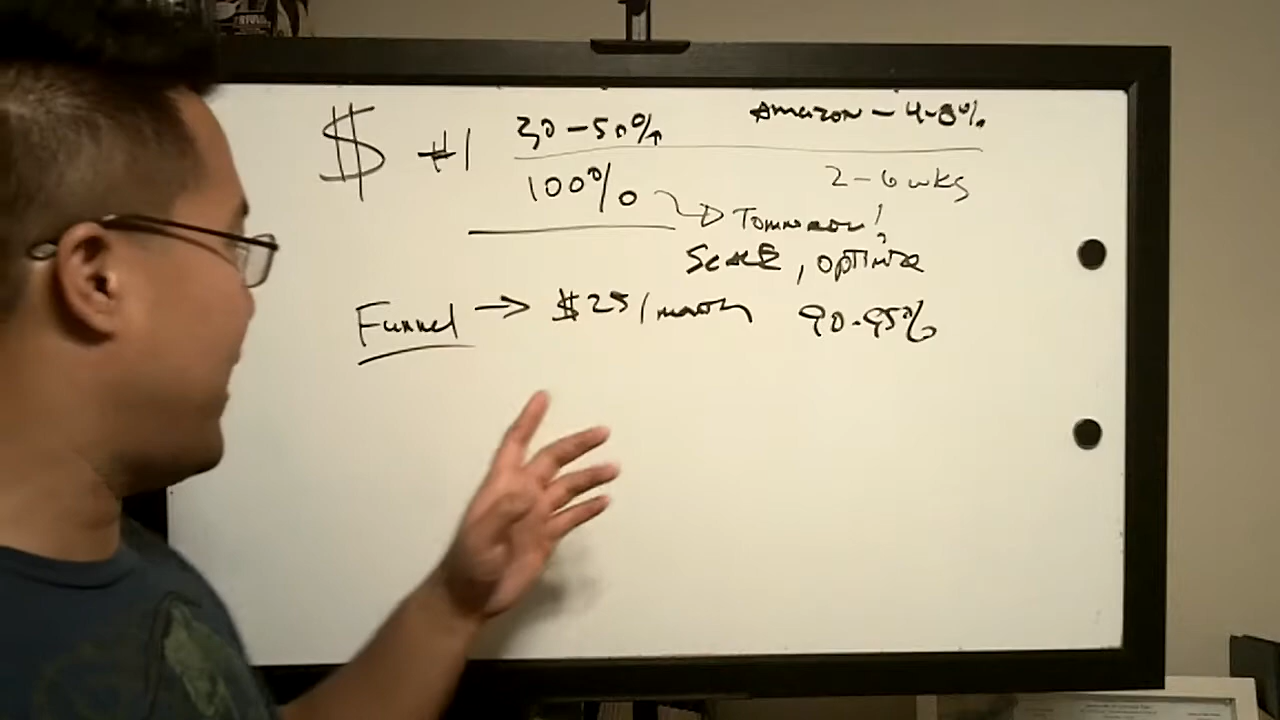 $ #1 30-50% Amazon - 4-8%
100% 2-6 wks
Tomorrow!
Scale, optimize
Funnel → $25/month 90-95%